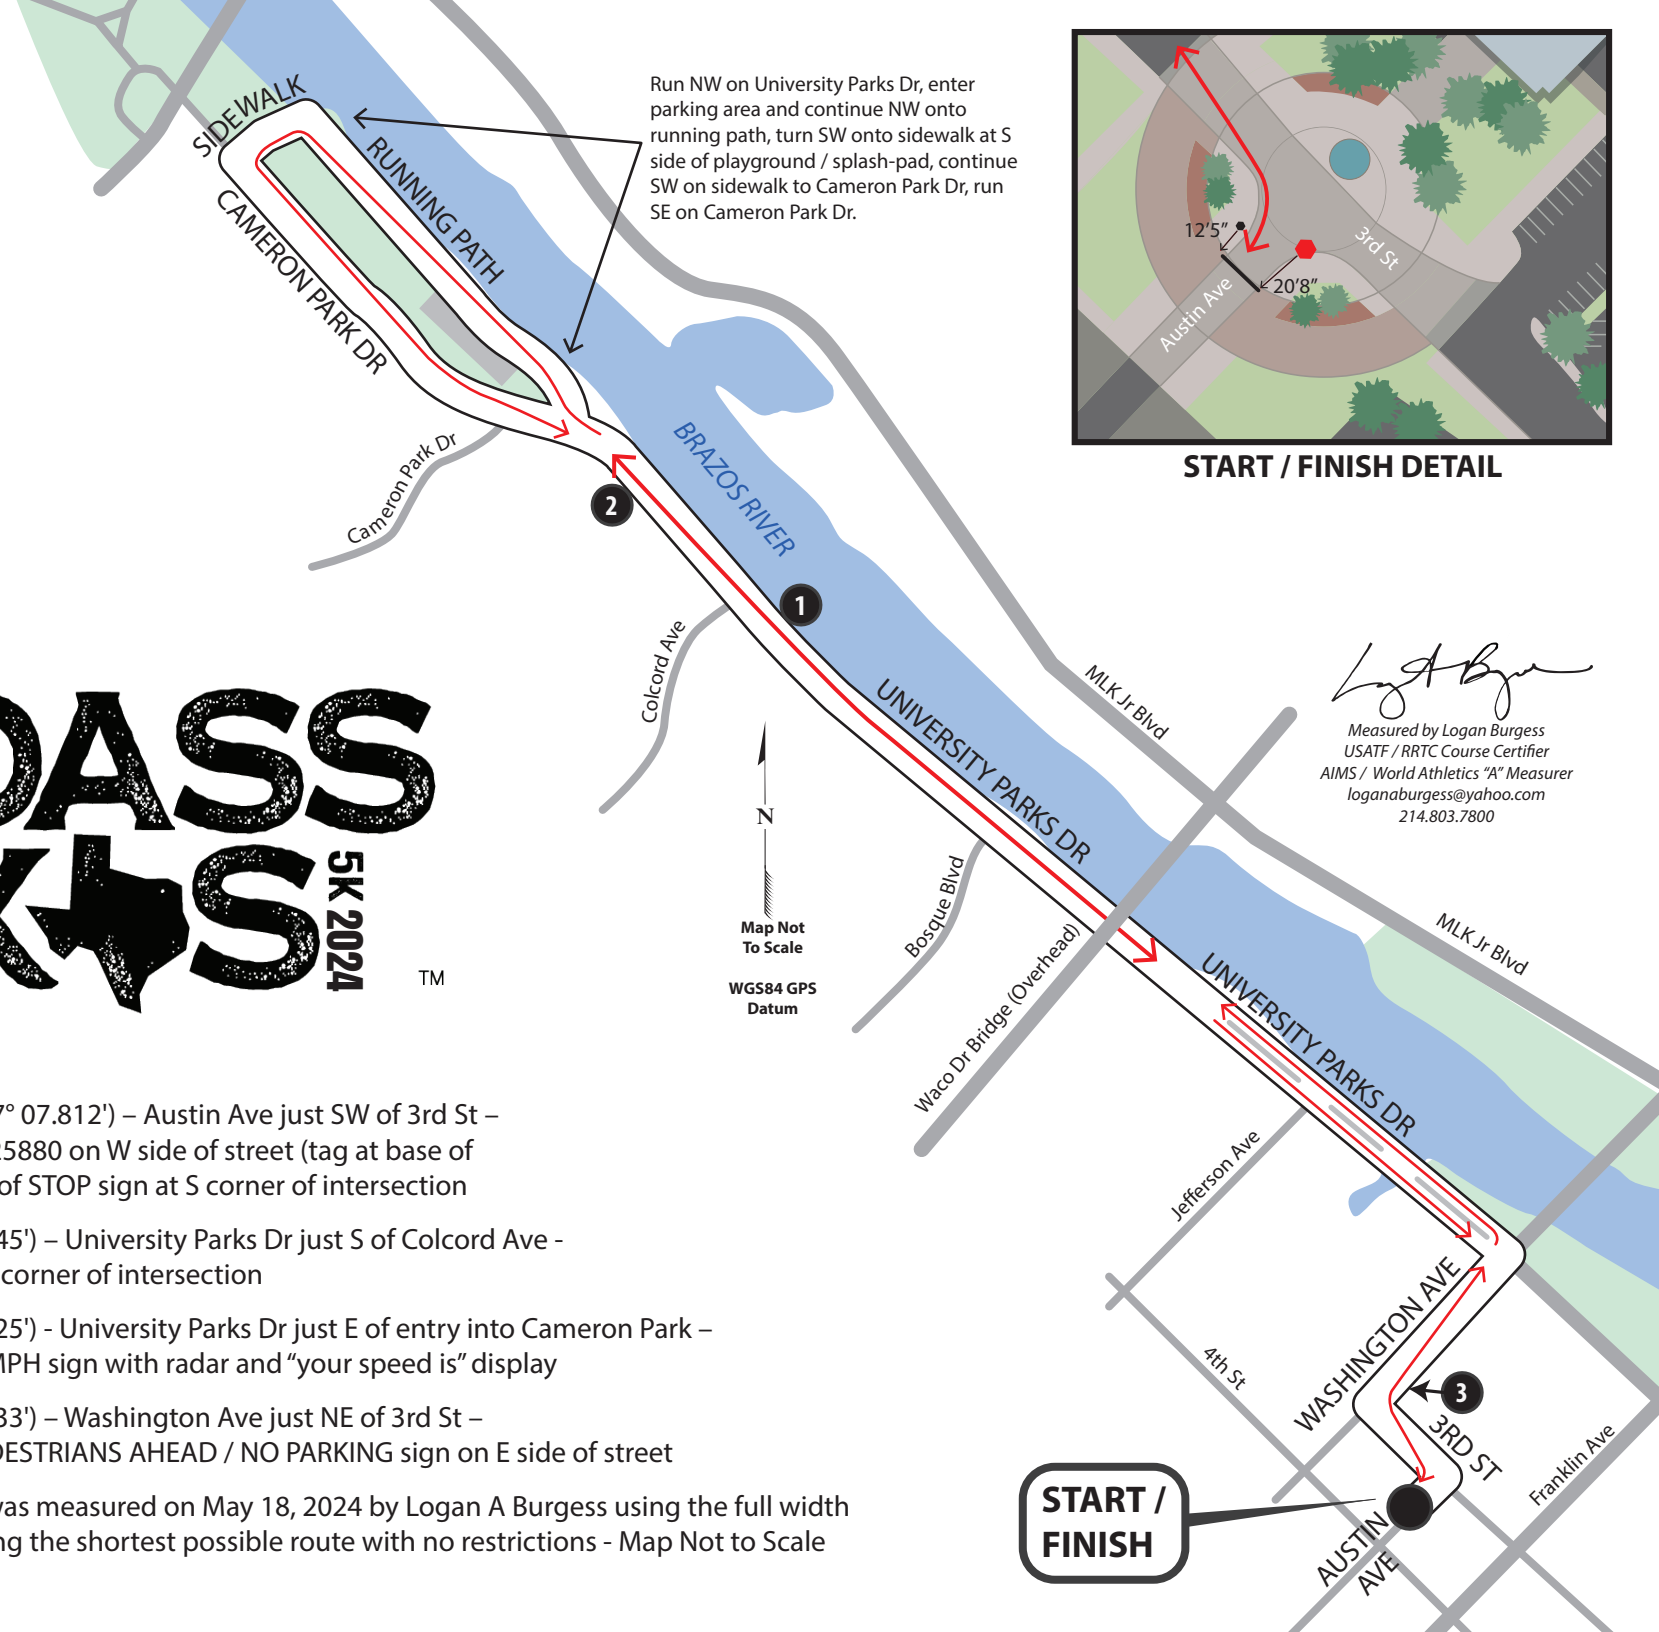 Run NW on University Parks Dr, enter
parking area and continue NW onto
running path, turn SW onto sidewalk at S
side of playground / splash-pad, continue
SW on sidewalk to Cameron Park Dr, run
SE on Cameron Park Dr.
SIDEWALK
RUNNING PATH
CAMERON PARK DR
Cameron Park Dr
BRAZOS RIVER
2
1
Colcord Ave
12'5"
20'8"
3rd St
Austin Ave
START / FINISH DETAIL
MLK Jr Blvd
UNIVERSITY PARKS DR
Measured by Logan Burgess
USATF / RRTC Course Certifier
AIMS / World Athletics "A" Measurer
loganaburgess@yahoo.com
214.803.7800
DASS
KS
5K 2024
TM
N
Map Not
To Scale
WGS84 GPS
Datum
Bosque Blvd
Waco Dr Bridge (Overhead)
MLK Jr Blvd
UNIVERSITY PARKS DR
Jefferson Ave
4th St
WASHINGTON AVE
3
3RD ST
Franklin Ave
START /
FINISH
AUSTIN
AVE
7° 07.812') – Austin Ave just SW of 3rd St –
25880 on W side of street (tag at base of
of STOP sign at S corner of intersection
45') – University Parks Dr just S of Colcord Ave -
corner of intersection
25') - University Parks Dr just E of entry into Cameron Park –
MPH sign with radar and "your speed is" display
33') – Washington Ave just NE of 3rd St –
DESTRIANS AHEAD / NO PARKING sign on E side of street
was measured on May 18, 2024 by Logan A Burgess using the full width
ng the shortest possible route with no restrictions - Map Not to Scale